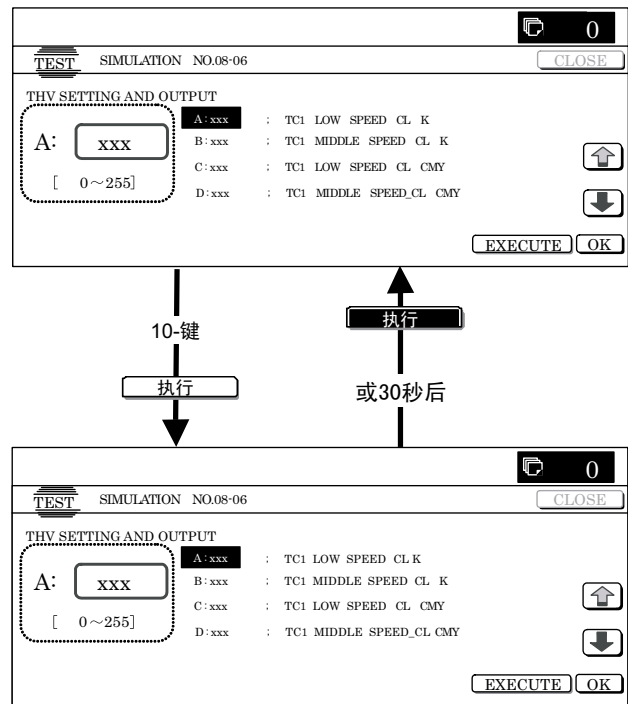 0
TEST SIMULATION NO.08-06 CLOSE
THV SETTING AND OUTPUT
A:xxx ; TC1 LOW SPEED CL K
A: xxx B:xxx ; TC1 MIDDLE SPEED CL K
C:xxx ; TC1 LOW SPEED CL CMY
[ 0～255] D:xxx ; TC1 MIDDLE SPEED_CL CMY
EXECUTE OK
10-键
执行
执行
或30秒后
0
TEST SIMULATION NO.08-06 CLOSE
THV SETTING AND OUTPUT
A:xxx ; TC1 LOW SPEED CL K
A: xxx B:xxx ; TC1 MIDDLE SPEED CL K
C:xxx ; TC1 LOW SPEED CL CMY
[ 0～255] D:xxx ; TC1 MIDDLE SPEED_CL CMY
EXECUTE OK